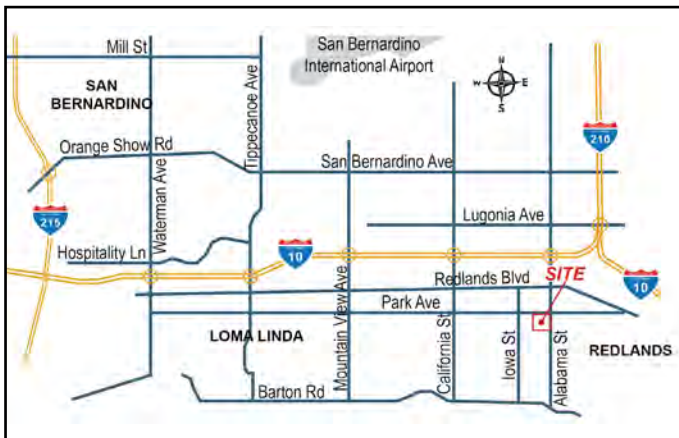 Mill St
San Bernardino
International Airport
N
W
E
S
SAN
BERNARDINO
Tippecanoe Ave
Orange Show Rd
San Bernardino Ave
210
Waterman Ave
215
Lugonia Ave
Hospitality Ln
10
Redlands Blvd
SITE
10
Park Ave
LOMA LINDA
Mountain View Ave
California St
Iowa St
Alabama St
REDLANDS
Barton Rd